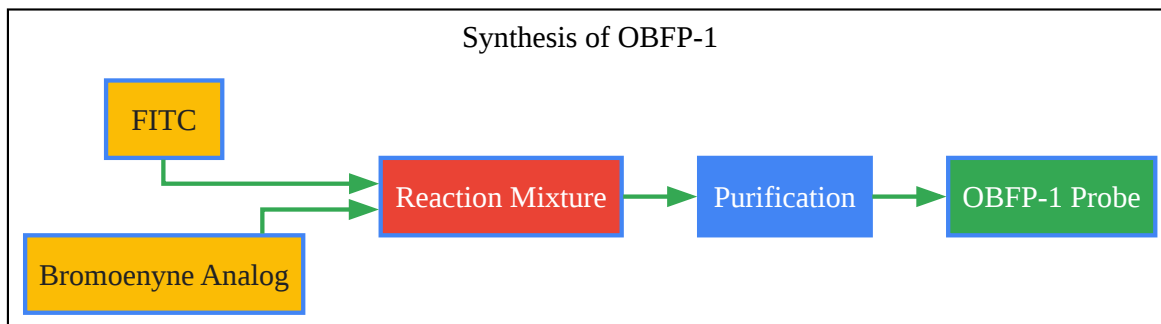 Synthesis of OBFP-1
FITC
Bromoenyne Analog
Reaction Mixture
Purification
OBFP-1 Probe